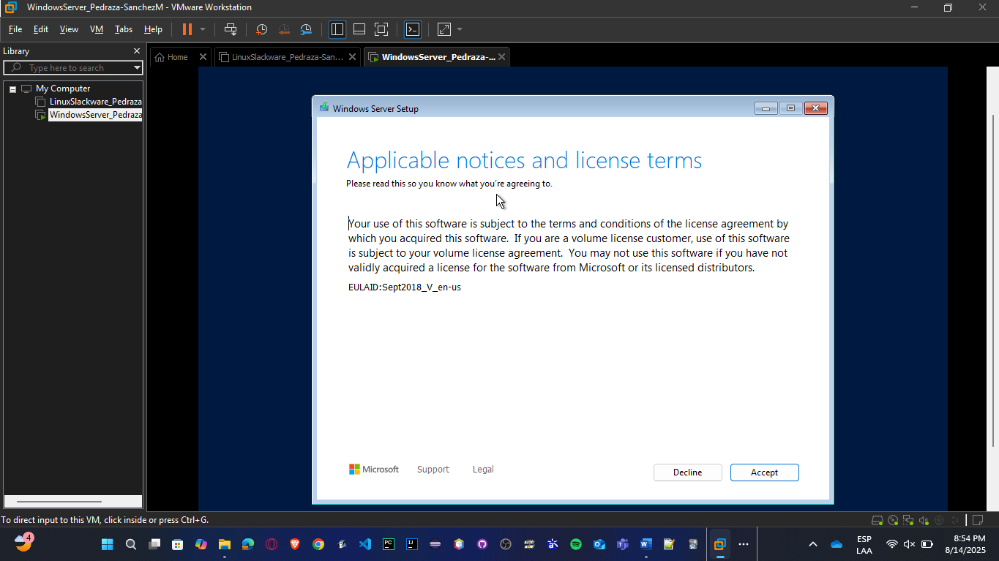 WindowsServer_Pedraza-SanchezM - VMware Workstation
File Edit View VM Tabs Help
Library
Home
LinuxSlackware_Pedraza-San...
WindowsServer_Pedraza-...
Type here to search
My Computer
LinuxSlackware_Pedraza
WindowsServer_Pedraza
Windows Server Setup
Applicable notices and license terms
Please read this so you know what you're agreeing to.
Your use of this software is subject to the terms and conditions of the license agreement by
which you acquired this software. If you are a volume license customer, use of this software
is subject to your volume license agreement. You may not use this software if you have not
validly acquired a license for the software from Microsoft or its licensed distributors.
EULAID:Sept2018_V_en-us
Microsoft Support Legal
Decline Accept
To direct input to this VM, click inside or press Ctrl+G.
4
ESP
LAA
8:54 PM
8/14/2025